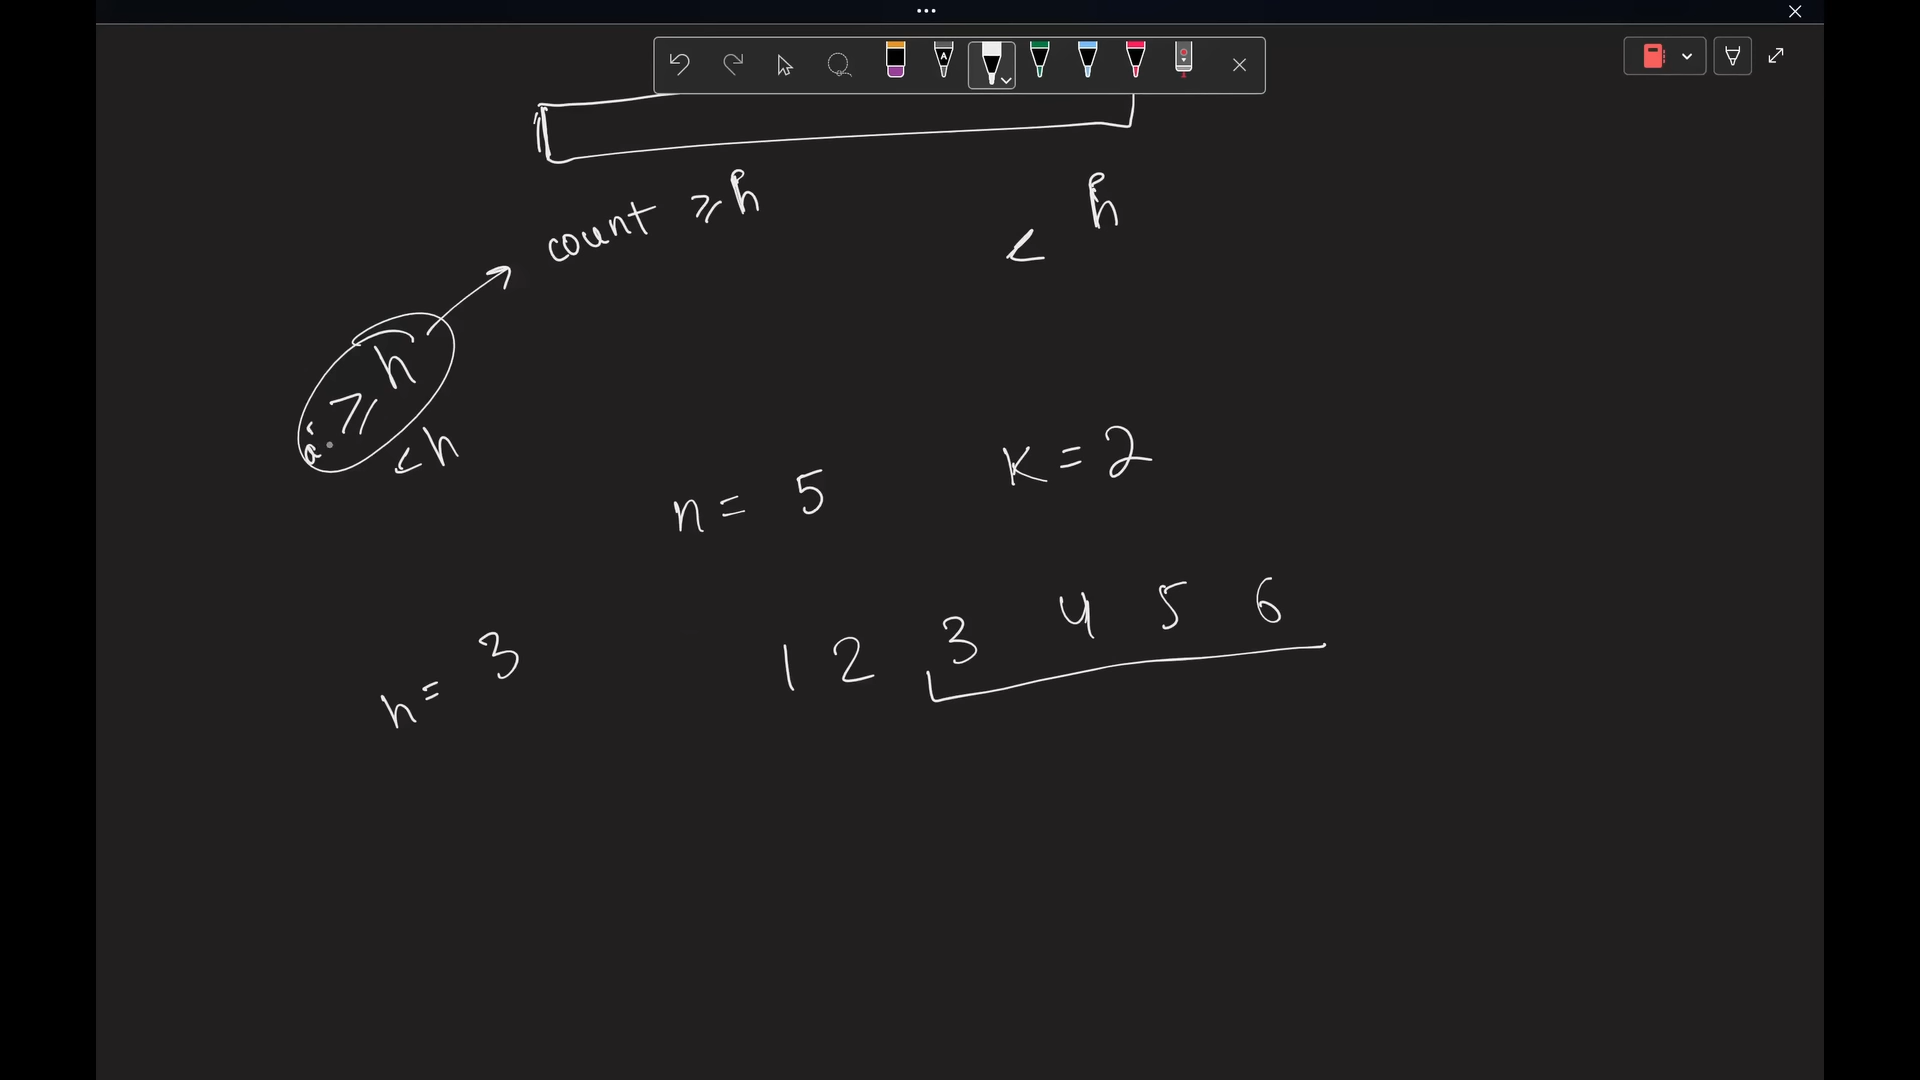 count ⩾ h
< h
h
⩾
a
< h
n = 5
K = 2
1 2 3 4 5 6
h = 3